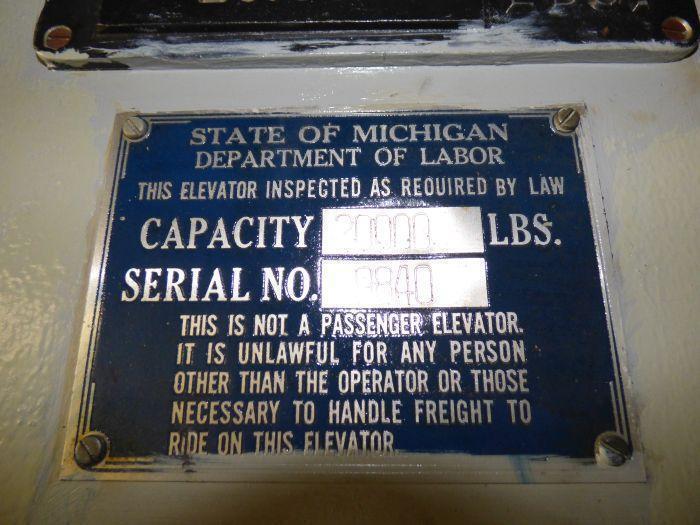 STATE OF MICHIGAN
DEPARTMENT OF LABOR
THIS ELEVATOR INSPECTED AS REQUIRED BY LAW
CAPACITY LBS.
SERIAL NO.
THIS IS NOT A PASSENGER ELEVATOR.
IT IS UNLAWFUL FOR ANY PERSON
OTHER THAN THE OPERATOR OR THOSE
NECESSARY TO HANDLE FREIGHT TO
RIDE ON THIS ELEVATOR.